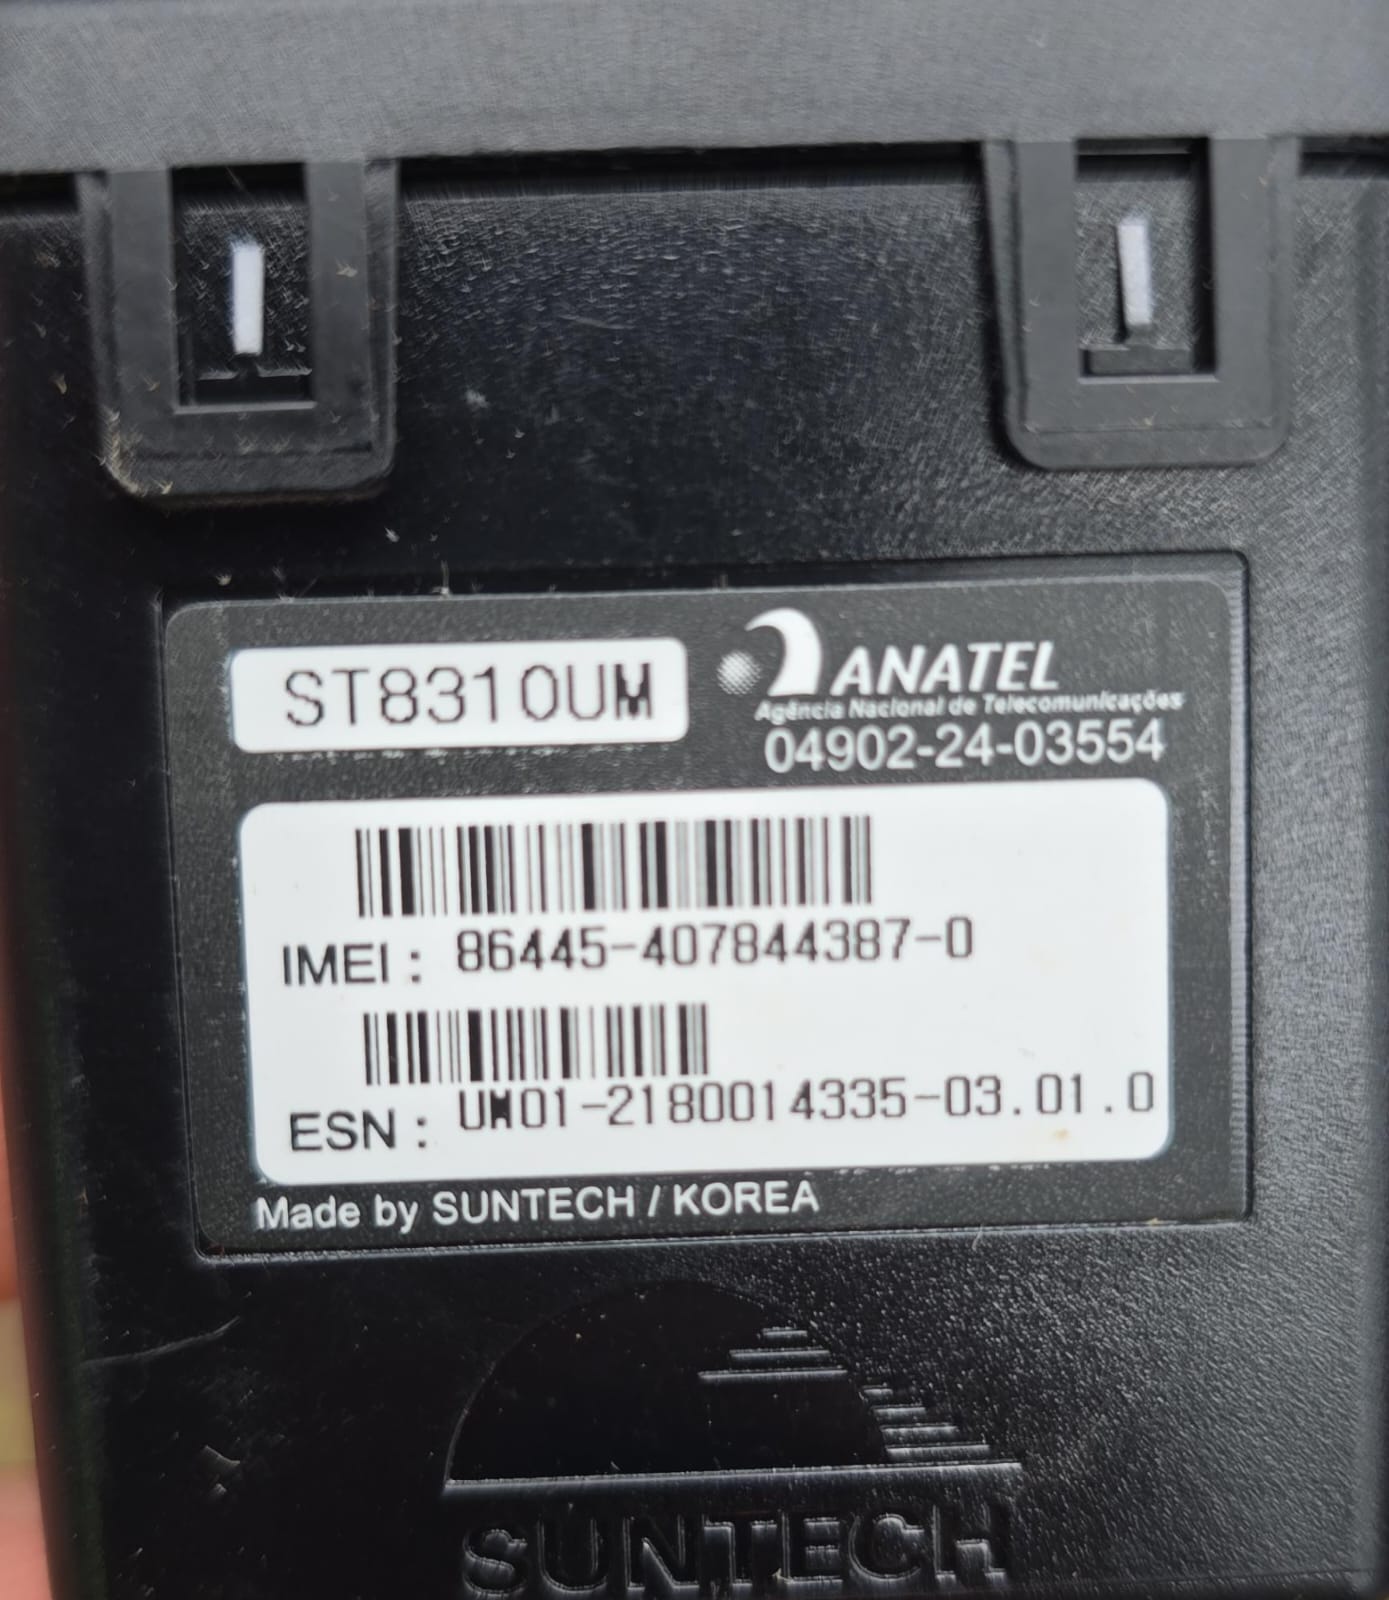 ST8310UM
ANATEL
Agência Nacional de Telecomunicações
04902-24-03554
IMEI : 86445-407844387-0
ESN : UM01-2180014335-03.01.0
Made by SUNTECH / KOREA
SUNTECH